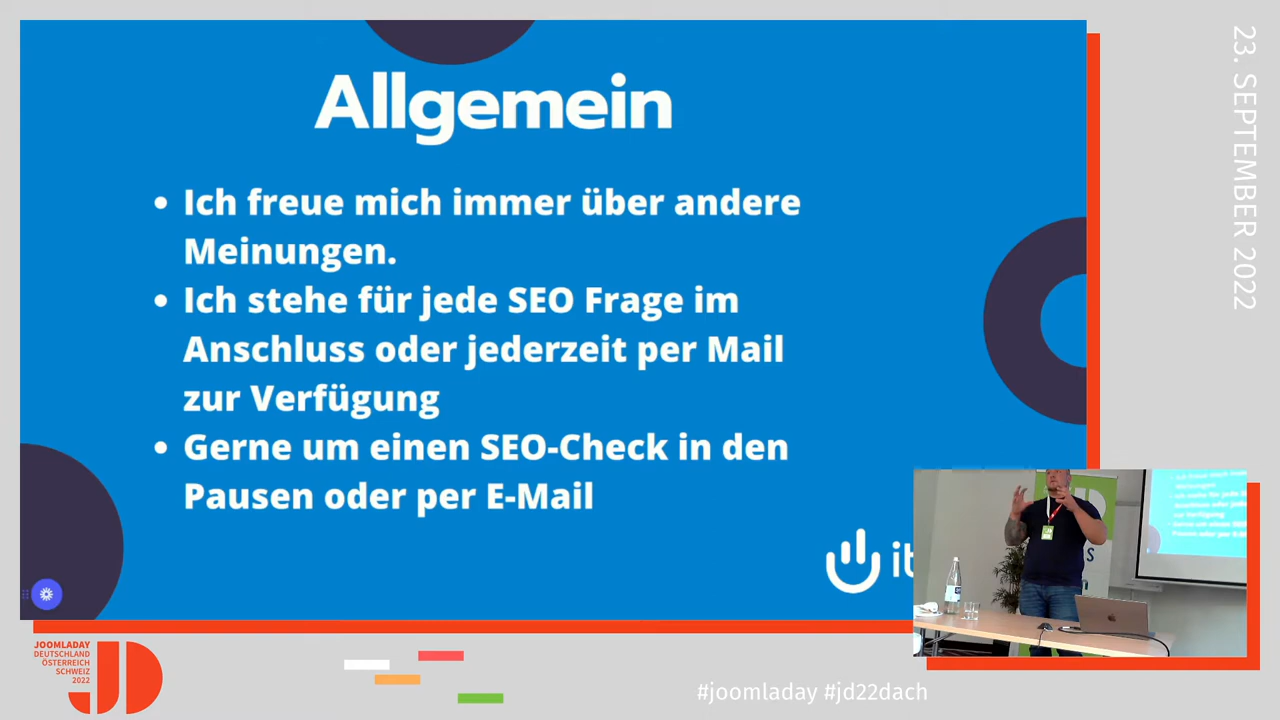 Allgemein
• Ich freue mich immer über andere
Meinungen.
• Ich stehe für jede SEO Frage im
Anschluss oder jederzeit per Mail
zur Verfügung
• Gerne um einen SEO-Check in den
Pausen oder per E-Mail
it
23. SEPTEMBER 2022
JOOMLADAY
DEUTSCHLAND
ÖSTERREICH
SCHWEIZ
2022
JD
#joomladay #jd22dach